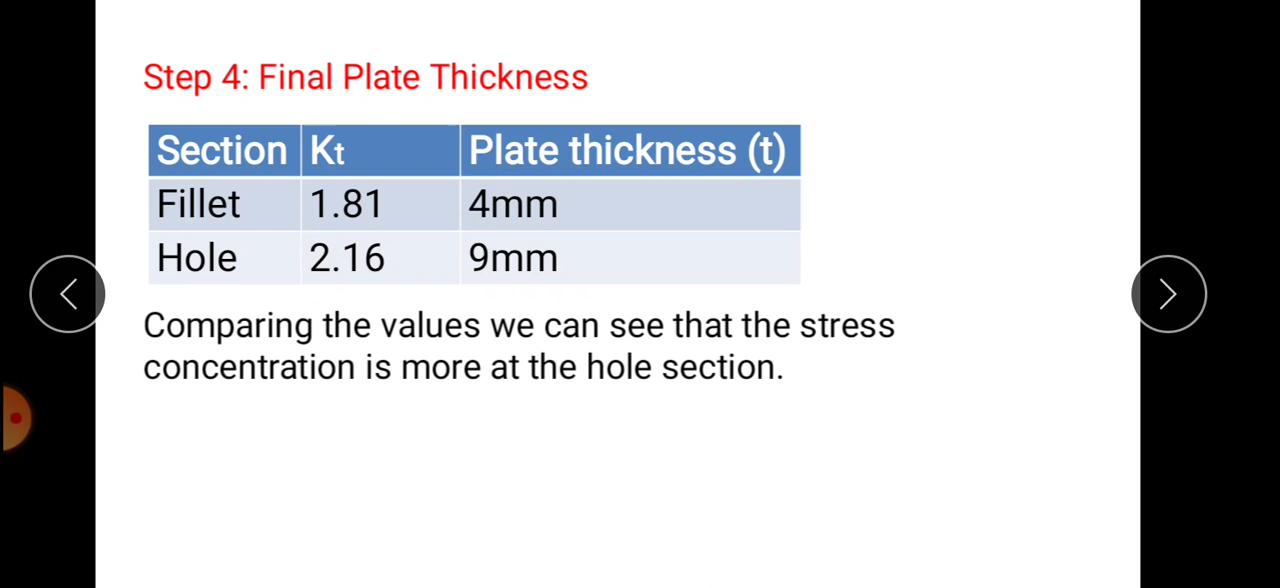 Step 4: Final Plate Thickness
Section Kt Plate thickness (t)
Fillet 1.81 4mm
Hole 2.16 9mm
Comparing the values we can see that the stress
concentration is more at the hole section.